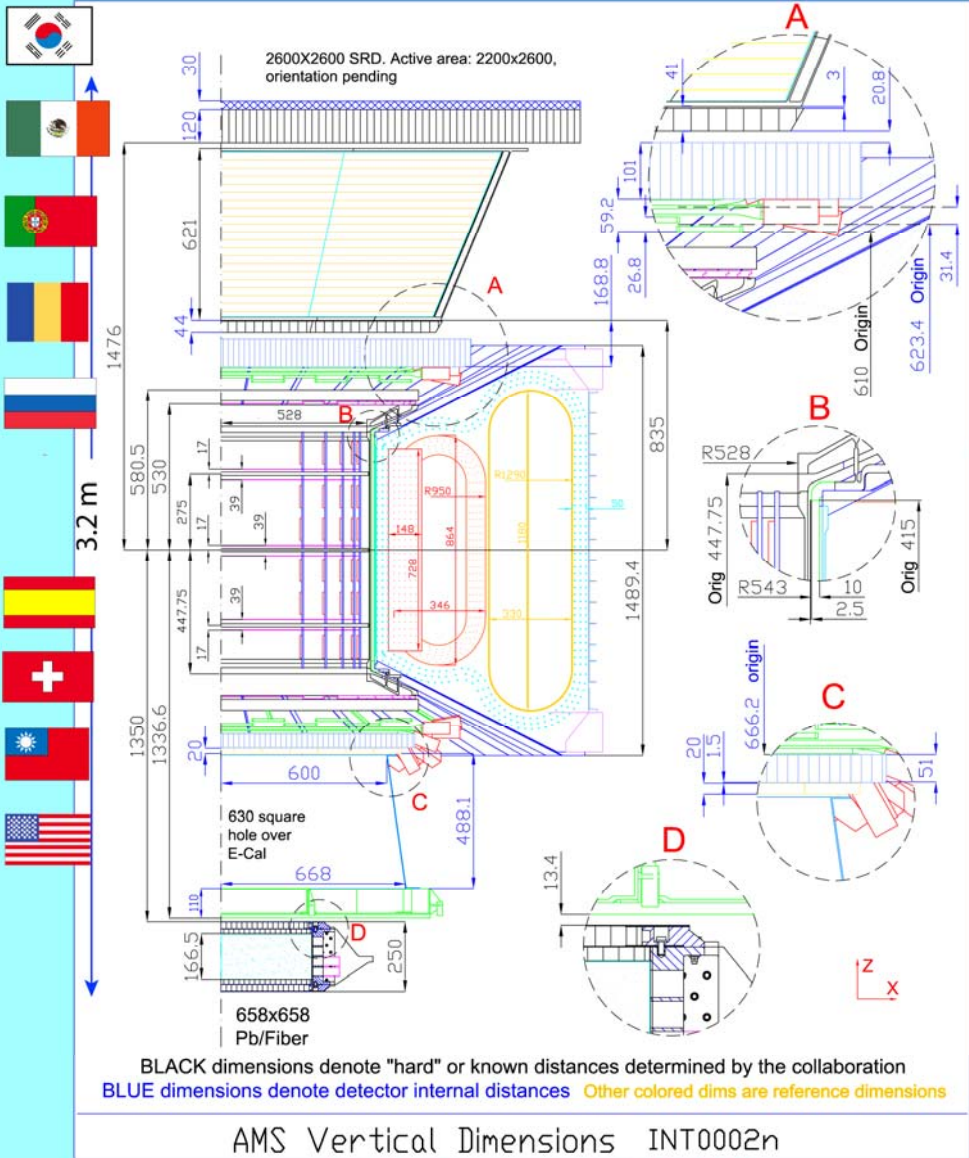 2600X2600 SRD. Active area: 2200x2600,
orientation pending
30
120
621
44
1476
580.5
530
528
17
275
39
17
39
447.75
39
17
1350
1336.6
20
600
630 square
hole over
E-Cal
668
110
166.5
250
488.1
658x658
Pb/Fiber
3.2 m
A
B
C
D
168.8
835
1489.4
R950
R1290
148
864
728
346
330
A
41
3
20.8
101
59.2
26.8
31.4
610 Origin
623.4 Origin
B
R528
Orig 447.75
Orig 415
R543
10
2.5
C
666.2 origin
20
1.5
51
D
13.4
Z
X
BLACK dimensions denote "hard" or known distances determined by the collaboration
BLUE dimensions denote detector internal distances Other colored dims are reference dimensions
AMS Vertical Dimensions INT0002n